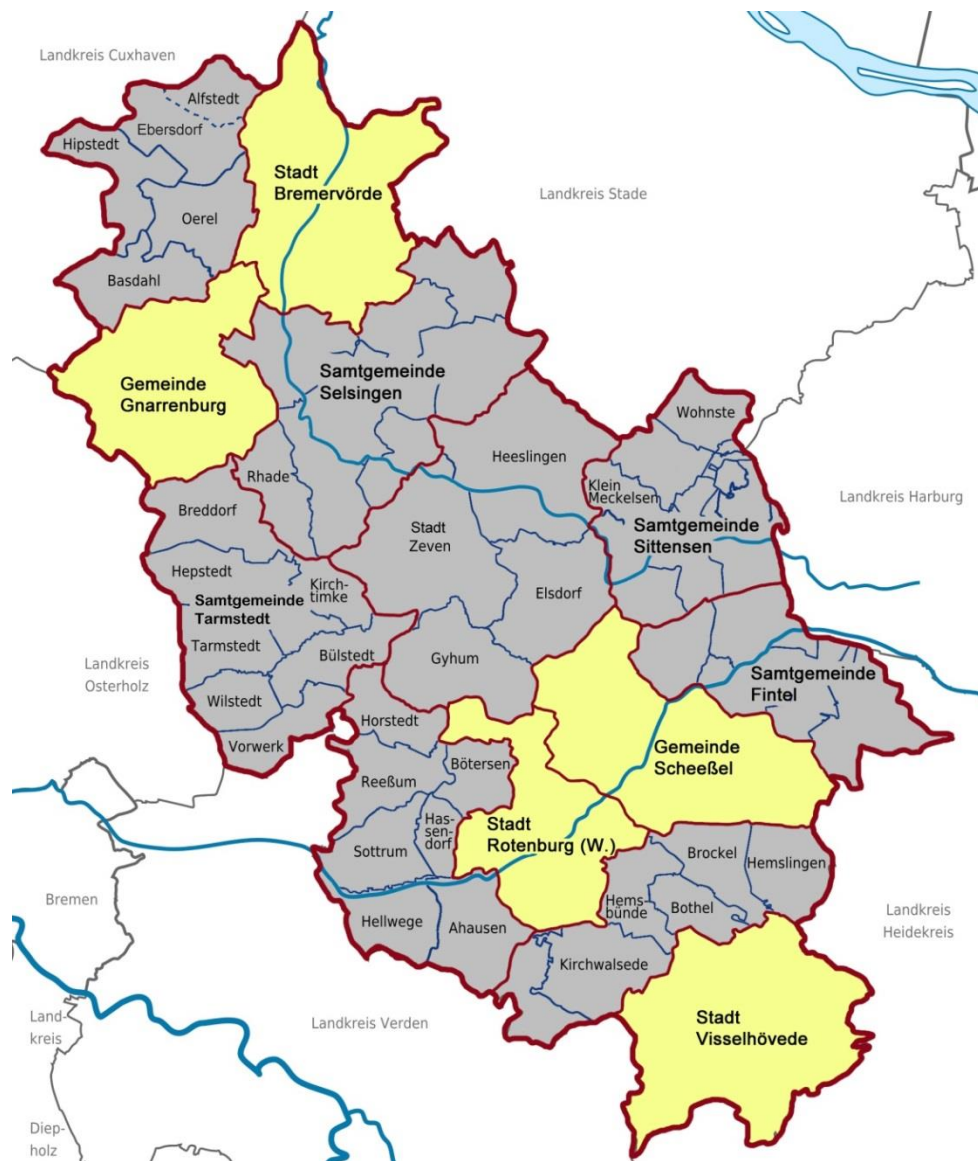 Landkreis Cuxhaven
Alfstedt
Ebersdorf
Hipstedt
Stadt
Bremervörde
Landkreis Stade
Oerel
Basdahl
Gemeinde
Gnarrenburg
Samtgemeinde
Selsingen
Wohnste
Heeslingen
Rhade
Klein
Meckelsen
Landkreis Harburg
Breddorf
Stadt
Zeven
Samtgemeinde
Sittensen
Hepstedt
Kirch-
timke
Elsdorf
Samtgemeinde
Tarmstedt
Tarmstedt
Bülstedt
Gyhum
Landkreis
Osterholz
Samtgemeinde
Fintel
Wilstedt
Horstedt
Vorwerk
Gemeinde
Scheeßel
Bötersen
Reeßum
Has-
sen-
dorf
Stadt
Rotenburg (W.)
Sottrum
Brockel
Hemslingen
Bremen
Hems-
bünde
Bothel
Landkreis
Heidekreis
Hellwege
Ahausen
Kirchwalsede
Land-
kreis
Landkreis Verden
Stadt
Visselhövede
Diep-
holz